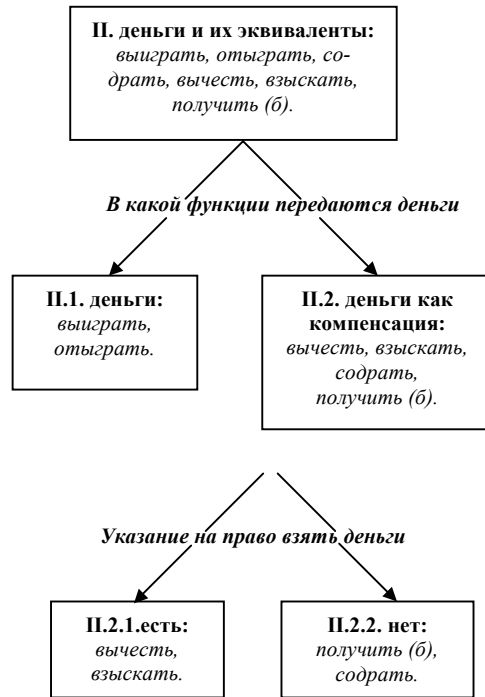 II. деньги и их эквиваленты:
выиграть, отыграть, со-
драть, вычесть, взыскать,
получить (б).
В какой функции передаются деньги
II.1. деньги:
выиграть,
отыграть.
II.2. деньги как
компенсация:
вычесть, взыскать,
содрать,
получить (б).
Указание на право взять деньги
II.2.1.есть:
вычесть,
взыскать.
II.2.2. нет:
получить (б),
содрать.